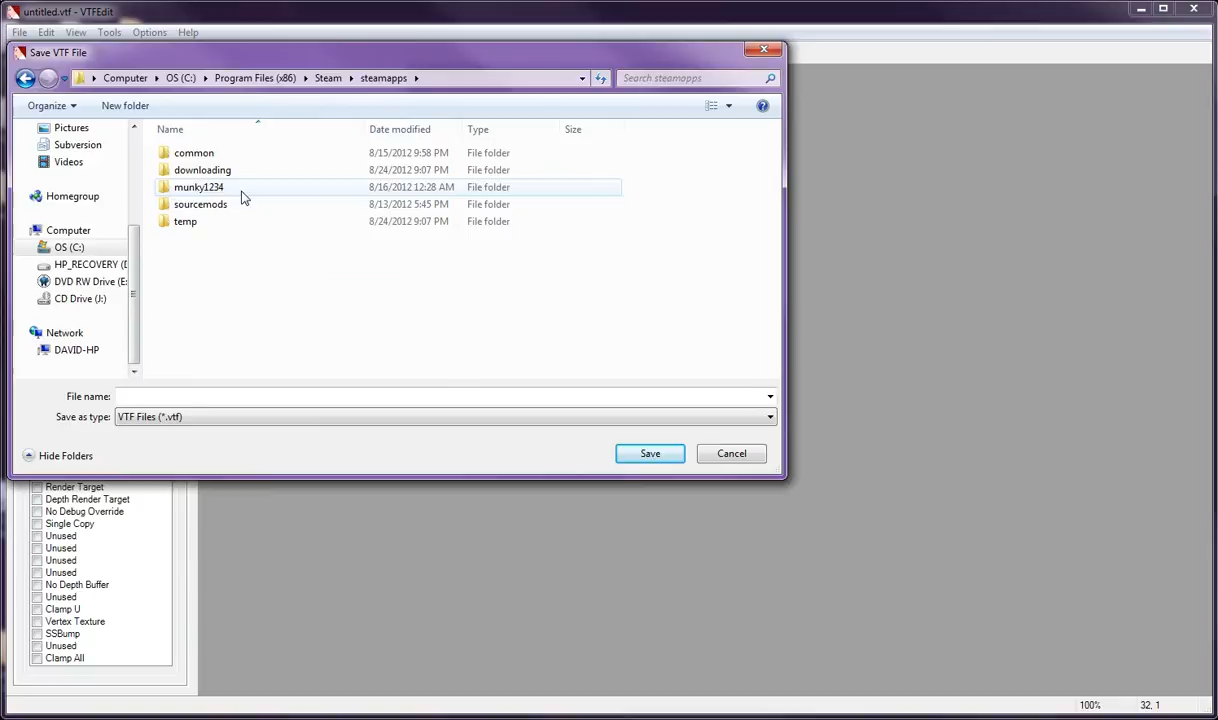 untitled.vtf - VTFEdit
File Edit View Tools Options Help
Save VTF File
Computer OS (C:) Program Files (x86) Steam steamapps
Search steamapps
Organize New folder
Name Date modified Type Size
Pictures
Subversion
Videos
Homegroup
Computer
OS (C:)
HP_RECOVERY (D
DVD RW Drive (E:
CD Drive (J:)
Network
DAVID-HP
common 8/15/2012 9:58 PM File folder
downloading 8/24/2012 9:07 PM File folder
munky1234 8/16/2012 12:28 AM File folder
sourcemods 8/13/2012 5:45 PM File folder
temp 8/24/2012 9:07 PM File folder
File name:
Save as type: VTF Files (*.vtf)
Hide Folders Save Cancel
Render Target
Depth Render Target
No Debug Override
Single Copy
Unused
Unused
Unused
Unused
No Depth Buffer
Unused
Clamp U
Vertex Texture
SSBump
Unused
Clamp All
100% 32, 1